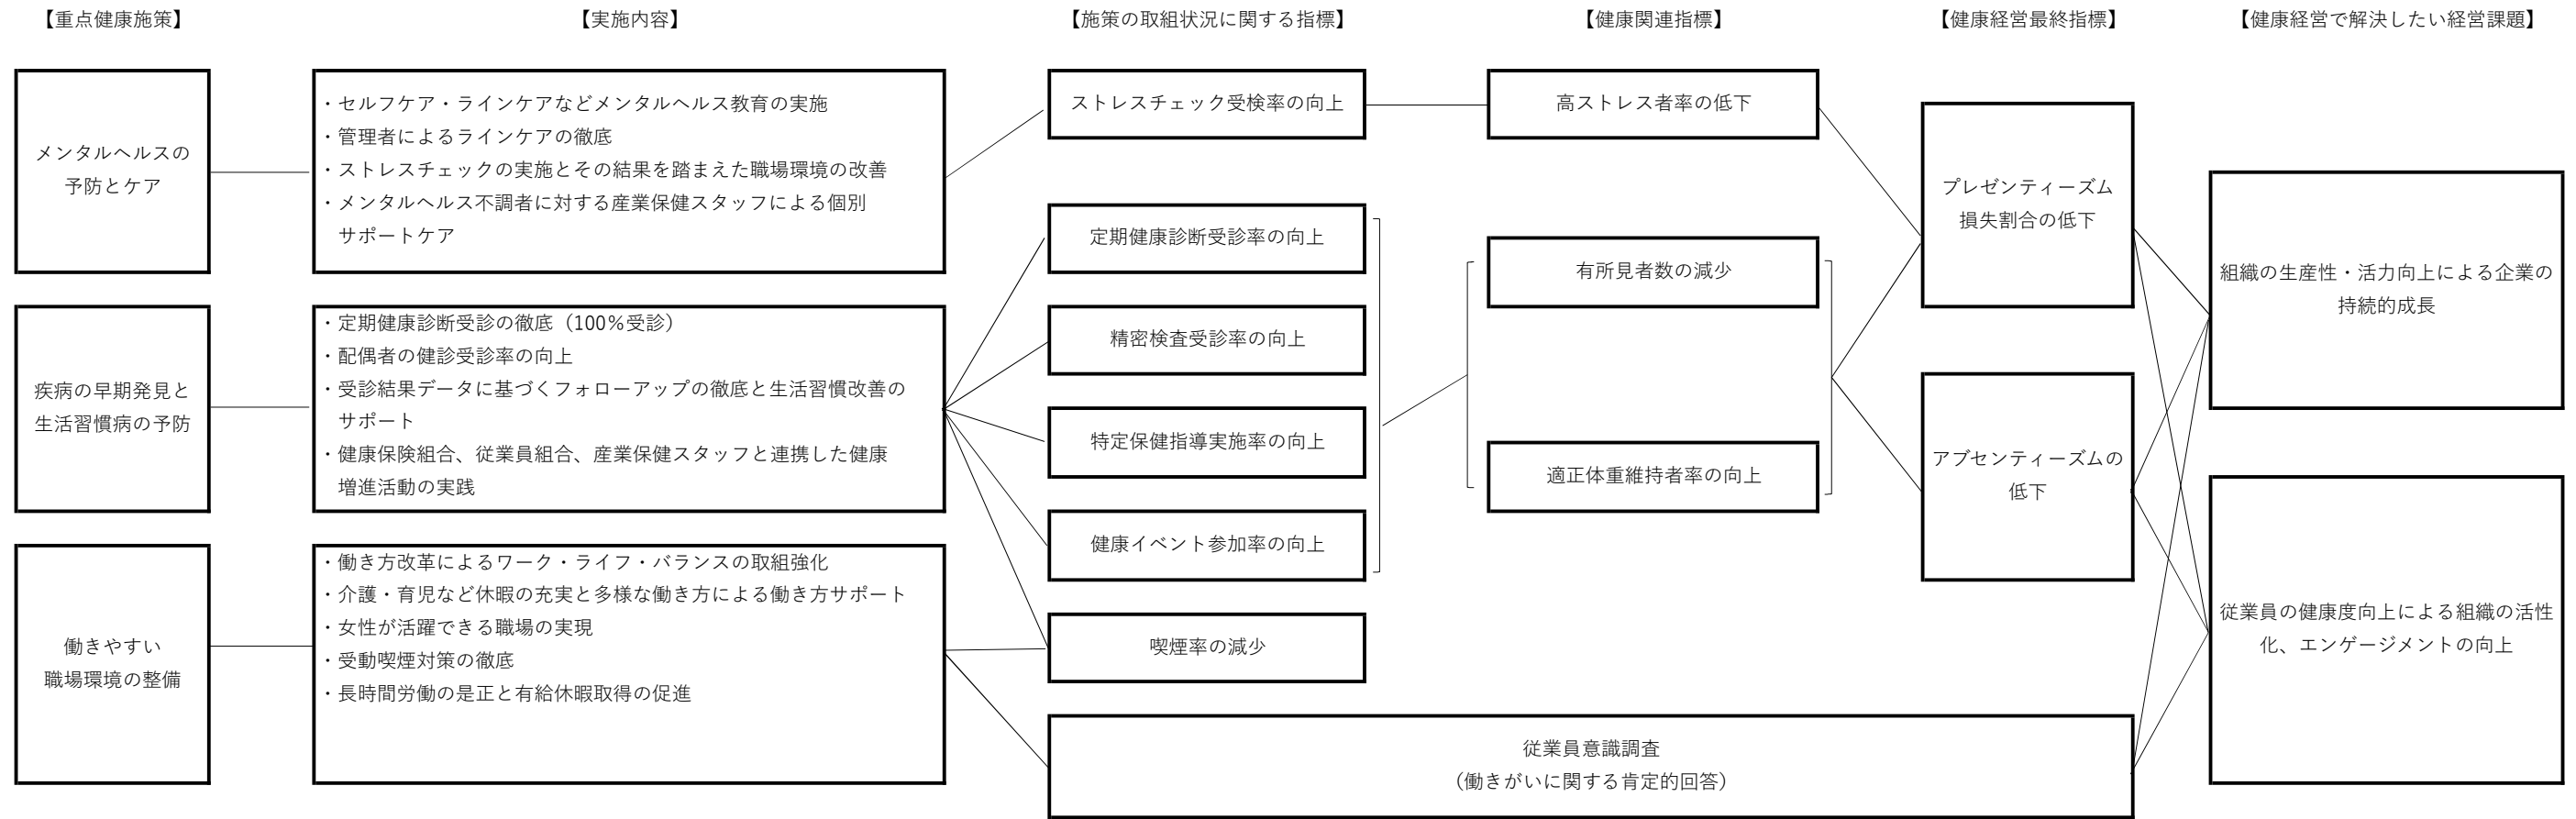 【重点健康施策】
【実施内容】
【施策の取組状況に関する指標】
【健康関連指標】
【健康経営最終指標】
【健康経営で解決したい経営課題】
メンタルヘルスの
予防とケア
・セルフケア・ラインケアなどメンタルヘルス教育の実施
・管理者によるラインケアの徹底
・ストレスチェックの実施とその結果を踏まえた職場環境の改善
・メンタルヘルス不調者に対する産業保健スタッフによる個別
サポートケア
疾病の早期発見と
生活習慣病の予防
・定期健康診断受診の徹底（100％受診）
・配偶者の健診受診率の向上
・受診結果データに基づくフォローアップの徹底と生活習慣改善の
サポート
・健康保険組合、従業員組合、産業保健スタッフと連携した健康
増進活動の実践
働きやすい
職場環境の整備
・働き方改革によるワーク・ライフ・バランスの取組強化
・介護・育児など休暇の充実と多様な働き方による働き方サポート
・女性が活躍できる職場の実現
・受動喫煙対策の徹底
・長時間労働の是正と有給休暇取得の促進
ストレスチェック受検率の向上
定期健康診断受診率の向上
精密検査受診率の向上
特定保健指導実施率の向上
健康イベント参加率の向上
喫煙率の減少
従業員意識調査
（働きがいに関する肯定的回答）
高ストレス者率の低下
有所見者数の減少
適正体重維持者率の向上
プレゼンティーズム
損失割合の低下
アブセンティーズムの
低下
組織の生産性・活力向上による企業の
持続的成長
従業員の健康度向上による組織の活性
化、エンゲージメントの向上